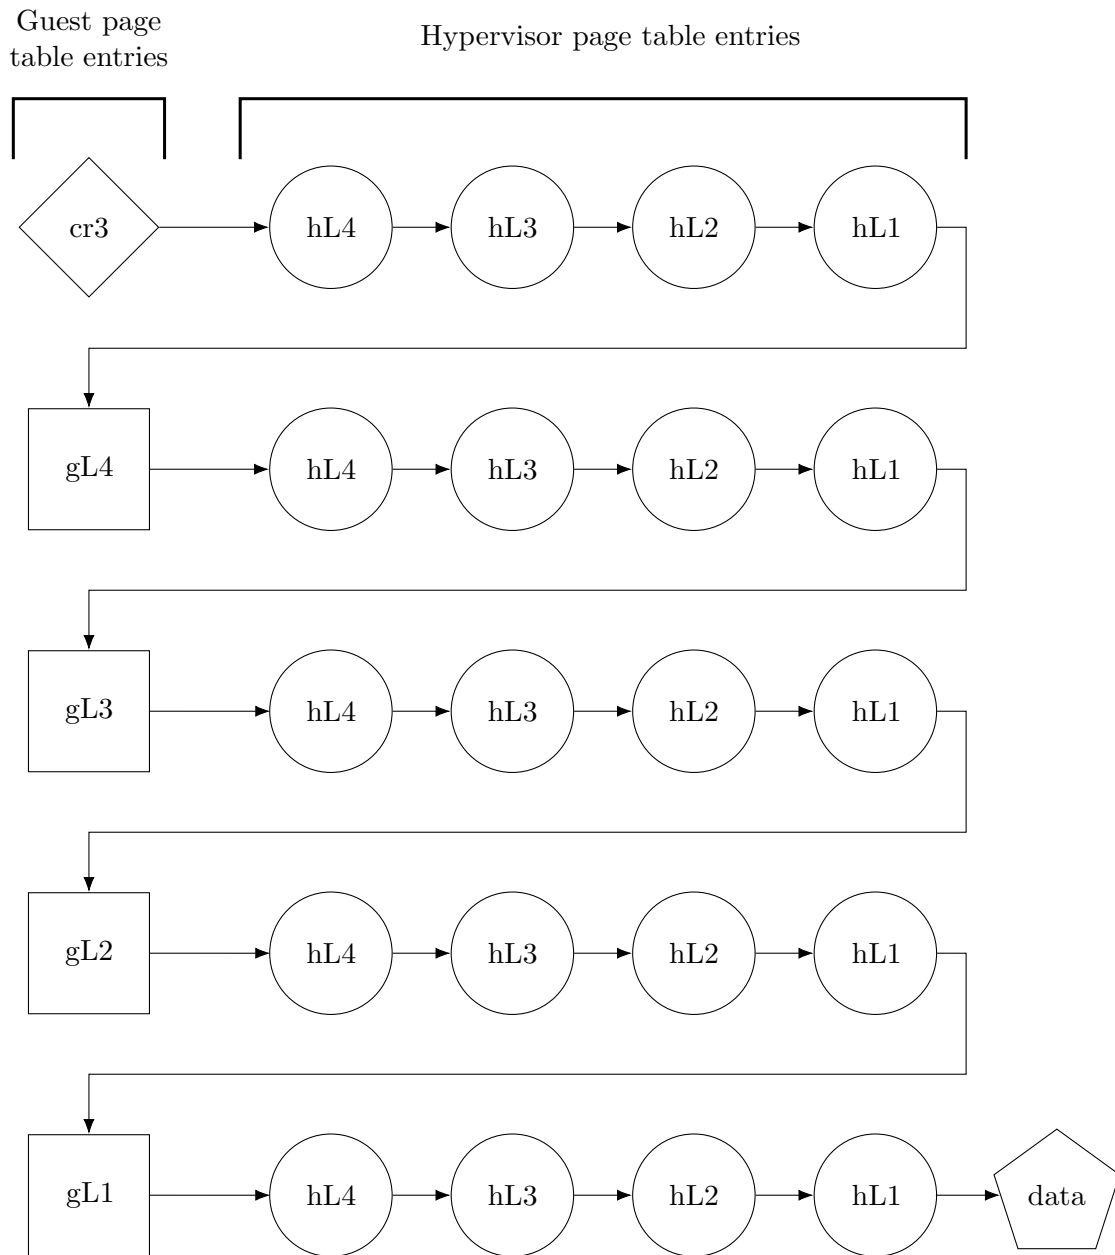 Guest page
table entries
Hypervisor page table entries
cr3 hL4 hL3 hL2 hL1
gL4 hL4 hL3 hL2 hL1
gL3 hL4 hL3 hL2 hL1
gL2 hL4 hL3 hL2 hL1
gL1 hL4 hL3 hL2 hL1 data